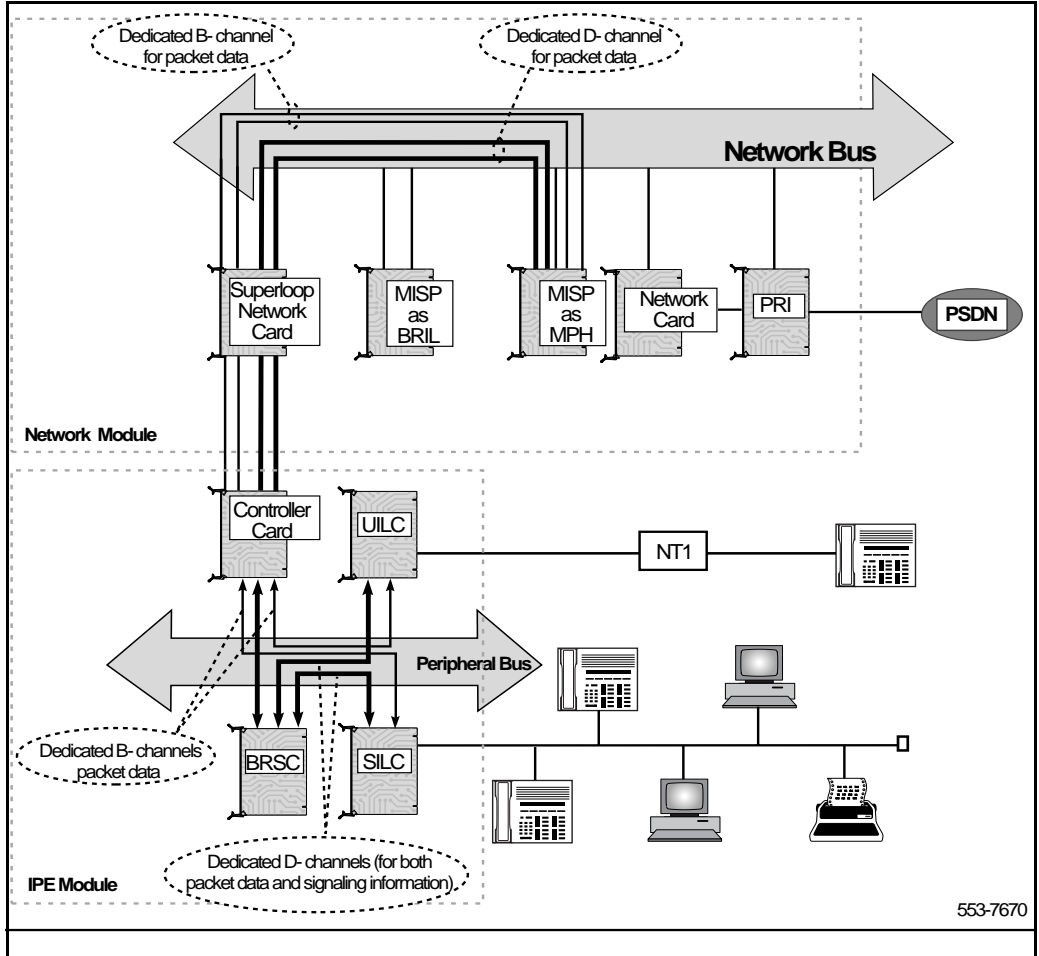 Dedicated B- channel
for packet data
Dedicated D- channel
for packet data
Network Bus
Superloop
Network
Card
MISP
as
BRIL
MISP
as
MPH
Network
Card
PRI
PSDN
Network Module
Controller
Card
UILC
NT1
Peripheral Bus
Dedicated B- channels
packet data
BRSC
SILC
Dedicated D- channels (for both
packet data and signaling information)
IPE Module
553-7670